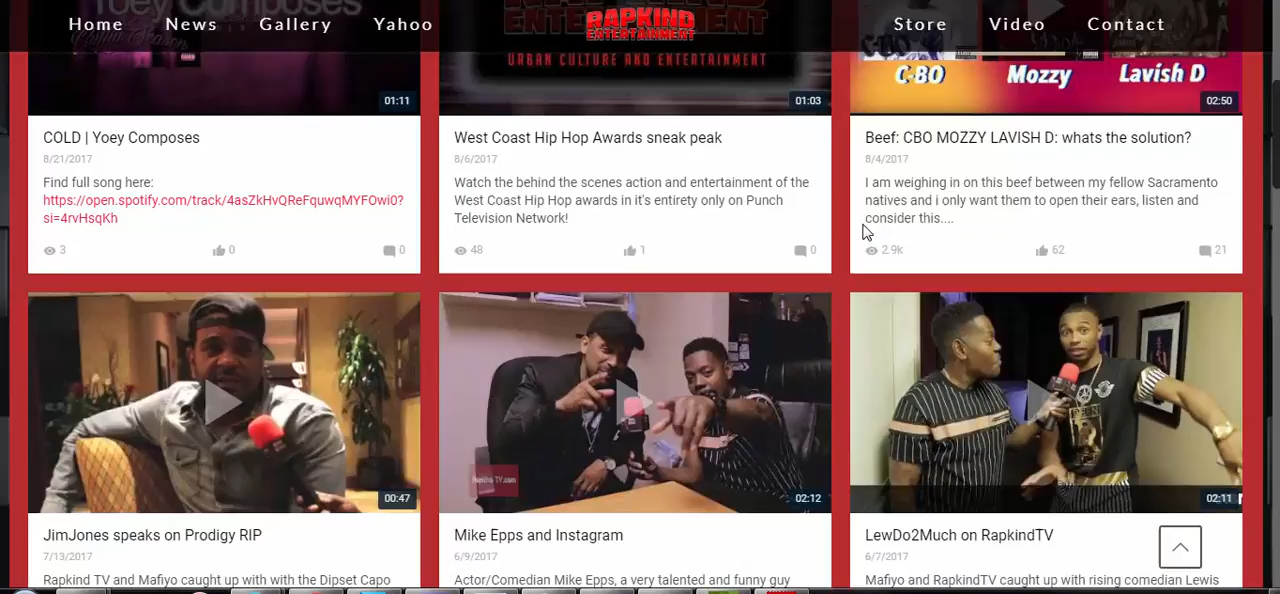 Yoey Composes
Home News Gallery Yahoo
RAPKIND
ENTERTAINMENT
Store Video Contact
URBAN CULTURE AND ENTERTAINMENT
C-BO Mozzy Lavish D
01:11
01:03
02:50
COLD | Yoey Composes
8/21/2017
Find full song here:
https://open.spotify.com/track/4asZkHvQReFquwqMYFOwi0?
si=4rvHsqKh
3 0 0
West Coast Hip Hop Awards sneak peak
8/6/2017
Watch the behind the scenes action and entertainment of the
West Coast Hip Hop awards in it's entirety only on Punch
Television Network!
48 1 0
Beef: CBO MOZZY LAVISH D: whats the solution?
8/4/2017
I am weighing in on this beef between my fellow Sacramento
natives and i only want them to open their ears, listen and
consider this....
2.9k 62 21
00:47
02:12
02:11
JimJones speaks on Prodigy RIP
7/13/2017
Rapkind TV and Mafiyo caught up with with the Dipset Capo
Mike Epps and Instagram
6/9/2017
Actor/Comedian Mike Epps, a very talented and funny guy
LewDo2Much on RapkindTV
6/7/2017
Mafiyo and RapkindTV caught up with rising comedian Lewis